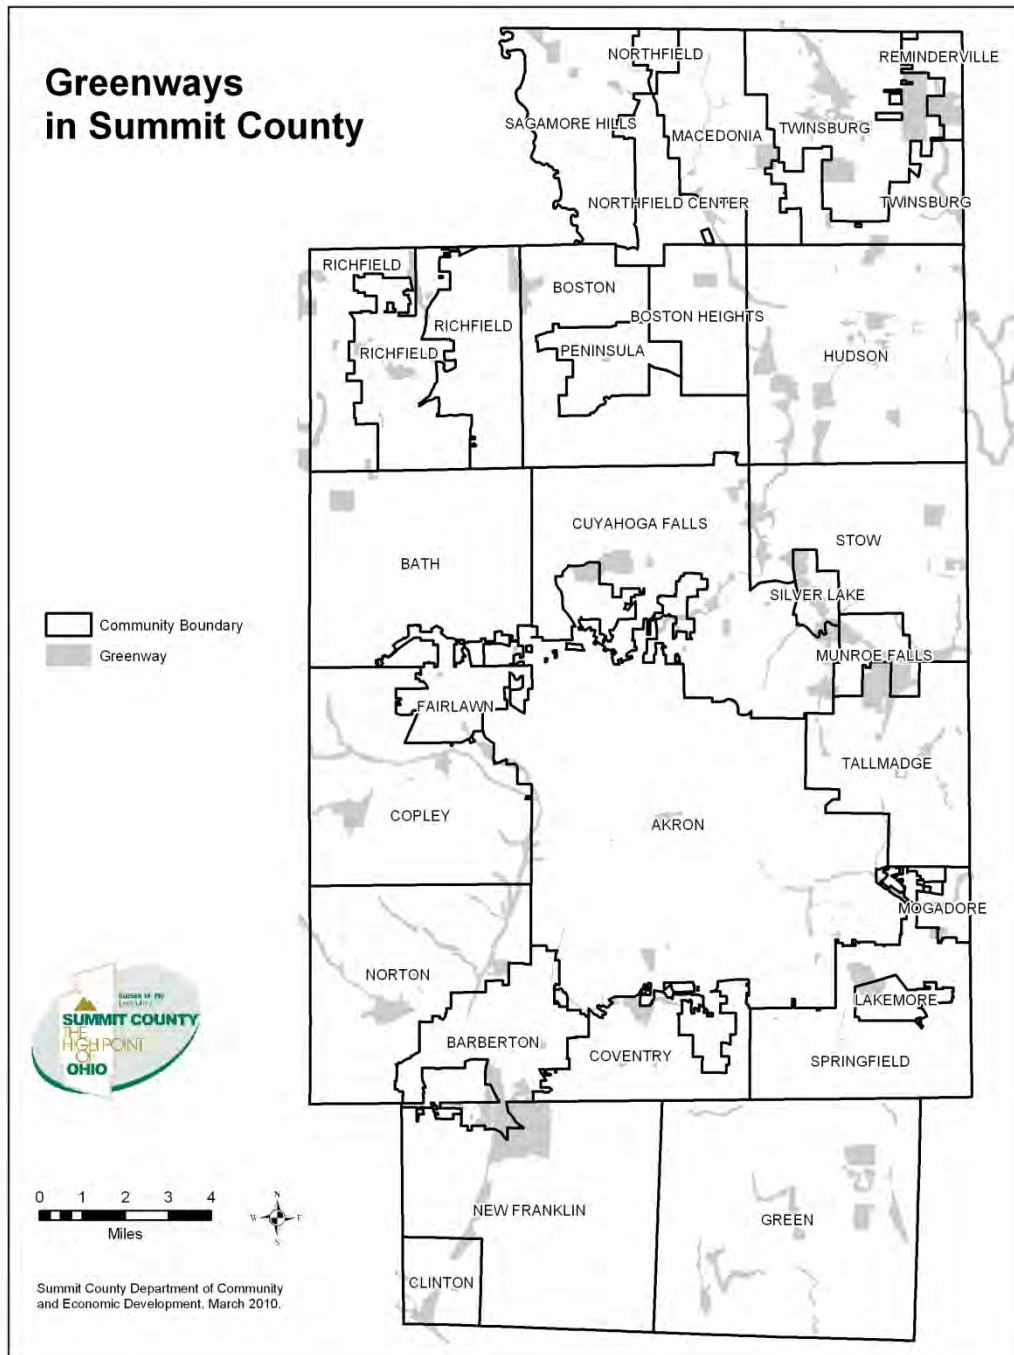 Greenways
in Summit County
NORTHFIELD
REMINDERVILLE
SAGAMORE HILLS
MACEDONIA
TWINSBURG
NORTHFIELD CENTER
TWINSBURG
RICHFIELD
BOSTON
BOSTON HEIGHTS
RICHFIELD
RICHFIELD
PENINSULA
HUDSON
CUYAHOGA FALLS
STOW
BATH
SILVER LAKE
Community Boundary
Greenway
MUNROE FALLS
FAIRLAWN
TALLMADGE
COPLEY
AKRON
MOGADORE
NORTON
LAKEMORE
BARBERTON
COVENTRY
SPRINGFIELD
SUMMIT COUNTY
THE
HIGH POINT
OF
OHIO
0 1 2 3 4
Miles
N
W E
S
NEW FRANKLIN
GREEN
CLINTON
Summit County Department of Community
and Economic Development, March 2010.